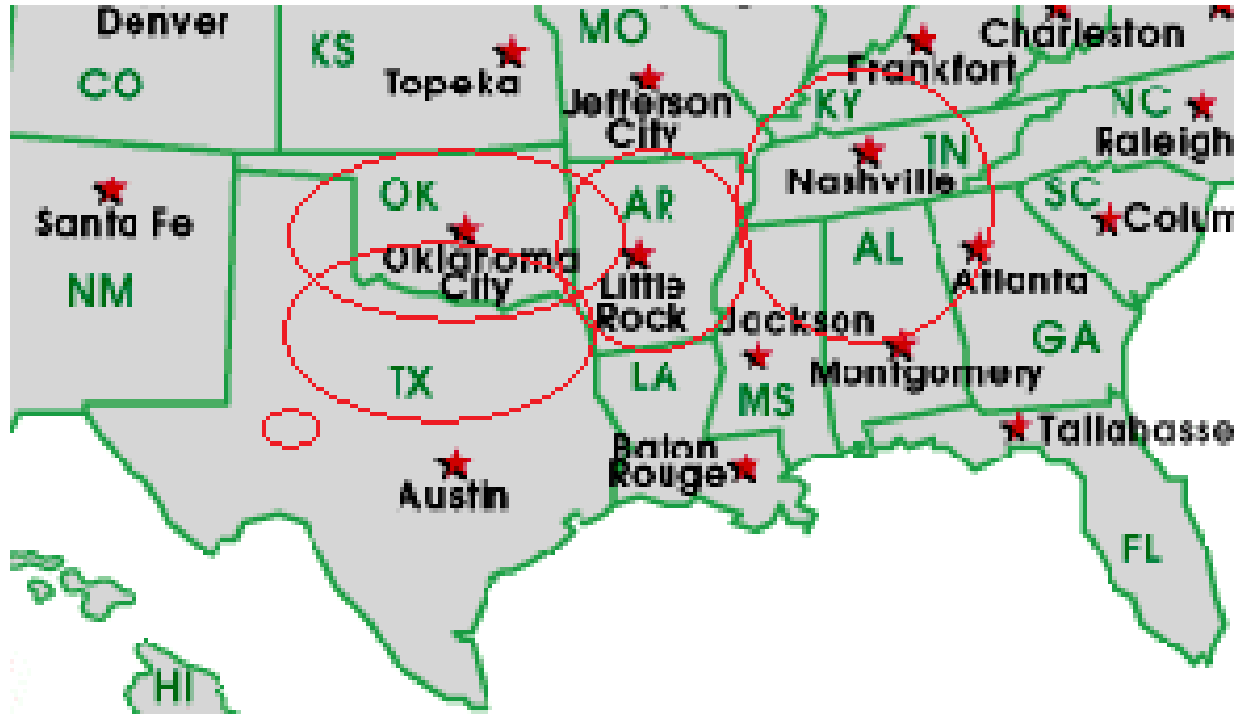 Denver
MO
Charleston
KS
Frankfort
CO
Topeka
Jefferson
City
KY
NC
Raleigh
Nashville
TN
Santa Fe
OK
AR
SC
Colum
NM
Oklahoma
City
Little
Rock
AL
Atlanta
Jackson
GA
TX
LA
MS
Montgomery
Baton
Rouge
Tallahasse
Austin
FL
HI